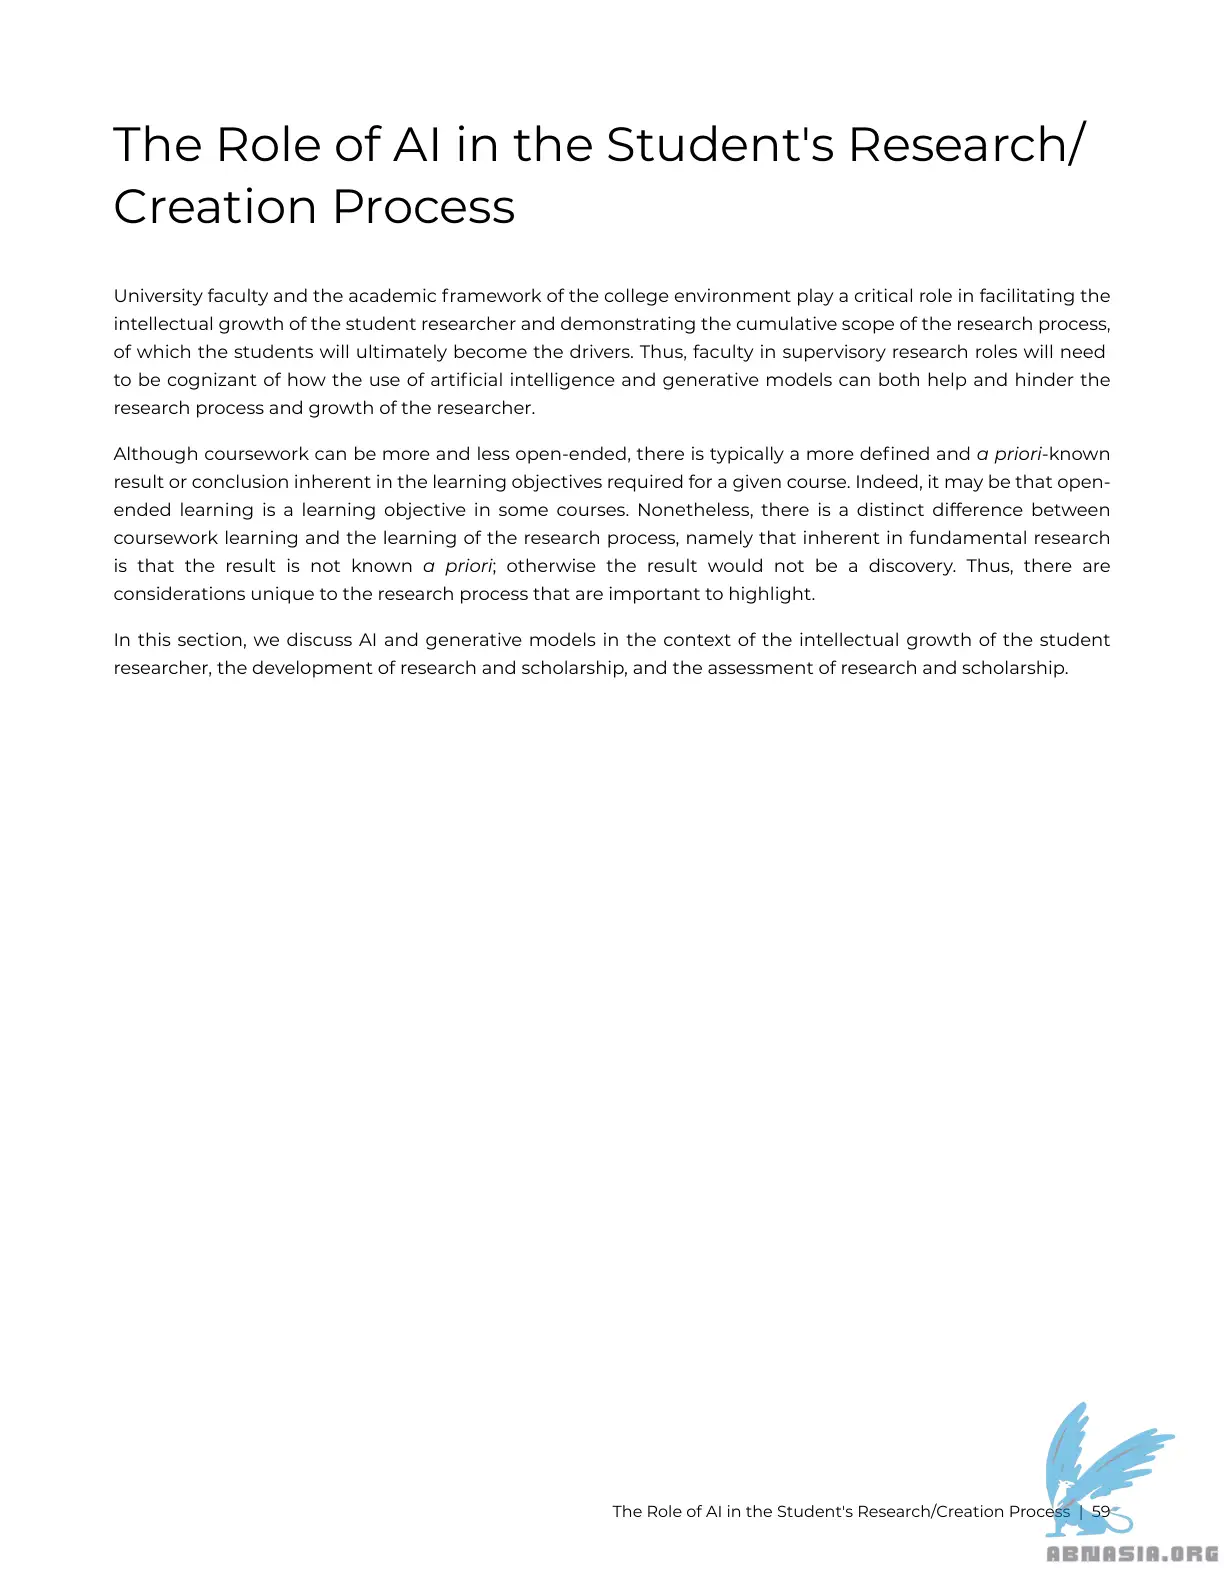 The Role of AI in the Student's Research/
Creation Process
University faculty and the academic framework of the college environment play a critical role in facilitating the
intellectual growth of the student researcher and demonstrating the cumulative scope of the research process,
of which the students will ultimately become the drivers. Thus, faculty in supervisory research roles will need
to be cognizant of how the use of artificial intelligence and generative models can both help and hinder the
research process and growth of the researcher.
Although coursework can be more and less open-ended, there is typically a more defined and a priori-known
result or conclusion inherent in the learning objectives required for a given course. Indeed, it may be that open-
ended learning is a learning objective in some courses. Nonetheless, there is a distinct difference between
coursework learning and the learning of the research process, namely that inherent in fundamental research
is that the result is not known a priori; otherwise the result would not be a discovery. Thus, there are
considerations unique to the research process that are important to highlight.
In this section, we discuss AI and generative models in the context of the intellectual growth of the student
researcher, the development of research and scholarship, and the assessment of research and scholarship.
The Role of AI in the Student's Research/Creation Process | 59
ABNASIA.ORG